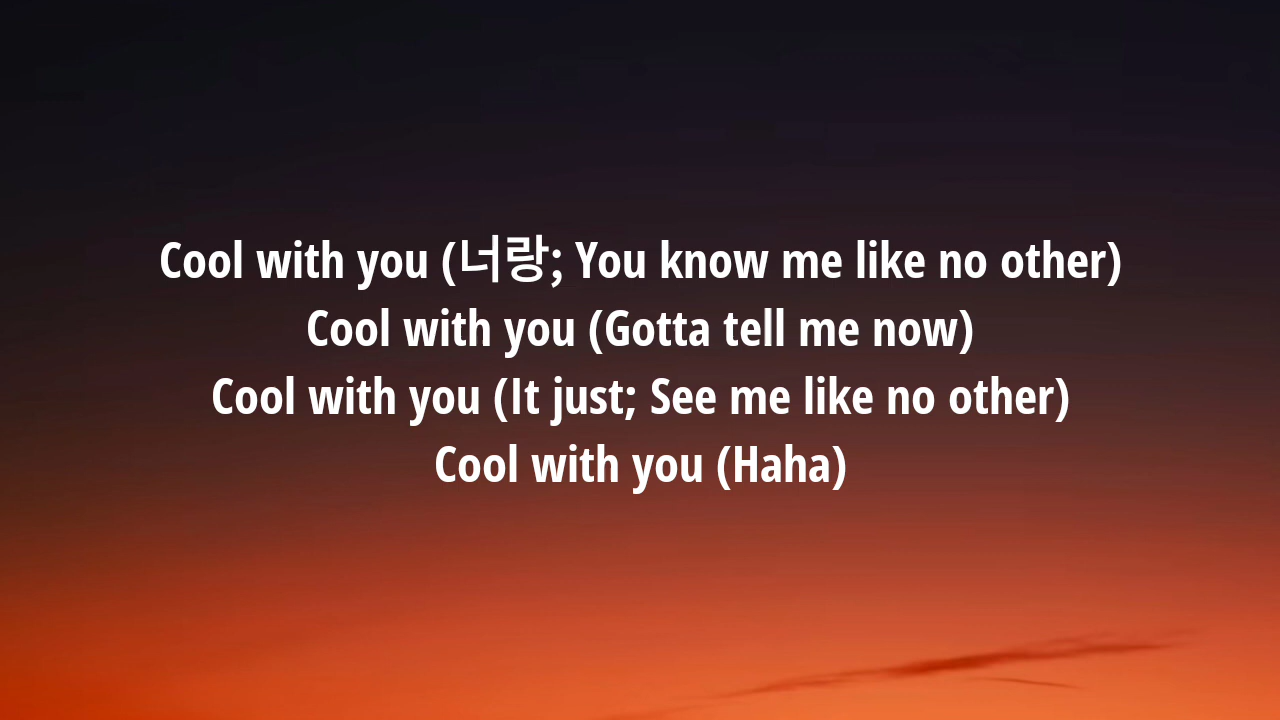 Cool with you (너랑; You know me like no other)
Cool with you (Gotta tell me now)
Cool with you (It just; See me like no other)
Cool with you (Haha)